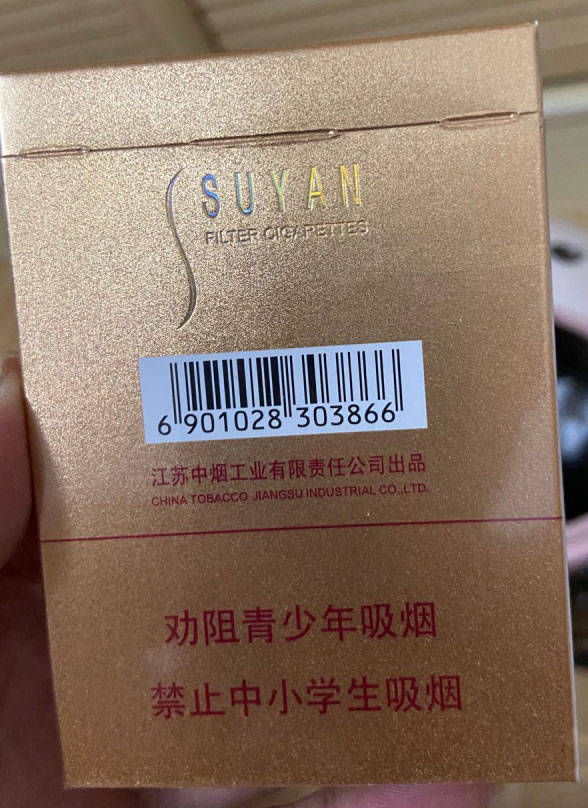 SUYAN
FILTER CIGARETTES
6 901028 303866
江苏中烟工业有限责任公司出品
CHINA TOBACCO JIANGSU INDUSTRIAL CO.,LTD.
劝阻青少年吸烟
禁止中小学生吸烟